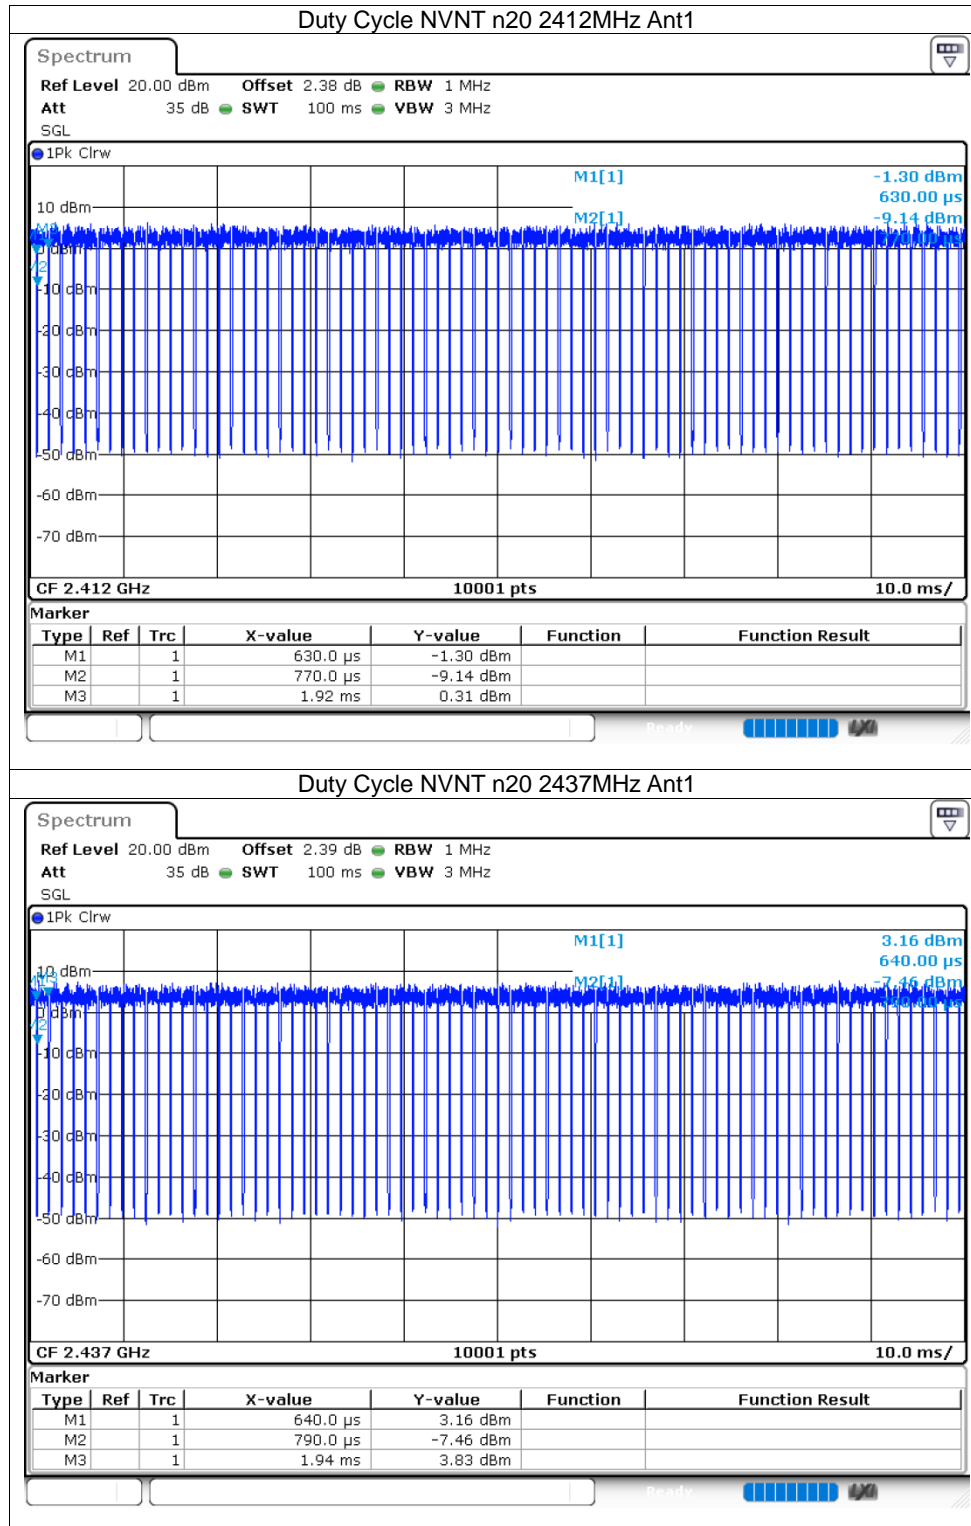 Duty Cycle NVNT n20 2412MHz Ant1
Spectrum
Ref Level 20.00 dBm Offset 2.38 dB RBW 1 MHz
Att 35 dB SWT 100 ms VBW 3 MHz
SGL
1Pk Clrw
M1[1] -1.30 dBm
630.00 µs
10 dBm
M2[1] -9.14 dBm
0 dBm
-10 dBm
-20 dBm
-30 dBm
-40 dBm
-50 dBm
-60 dBm
-70 dBm
CF 2.412 GHz 10001 pts 10.0 ms/
Marker
Type Ref Trc X-value Y-value Function Function Result
M1 1 630.0 µs -1.30 dBm
M2 1 770.0 µs -9.14 dBm
M3 1 1.92 ms 0.31 dBm
Ready
Duty Cycle NVNT n20 2437MHz Ant1
Spectrum
Ref Level 20.00 dBm Offset 2.39 dB RBW 1 MHz
Att 35 dB SWT 100 ms VBW 3 MHz
SGL
1Pk Clrw
M1[1] 3.16 dBm
640.00 µs
10 dBm
M2[1] -7.46 dBm
0 dBm
-10 dBm
-20 dBm
-30 dBm
-40 dBm
-50 dBm
-60 dBm
-70 dBm
CF 2.437 GHz 10001 pts 10.0 ms/
Marker
Type Ref Trc X-value Y-value Function Function Result
M1 1 640.0 µs 3.16 dBm
M2 1 790.0 µs -7.46 dBm
M3 1 1.94 ms 3.83 dBm
Ready